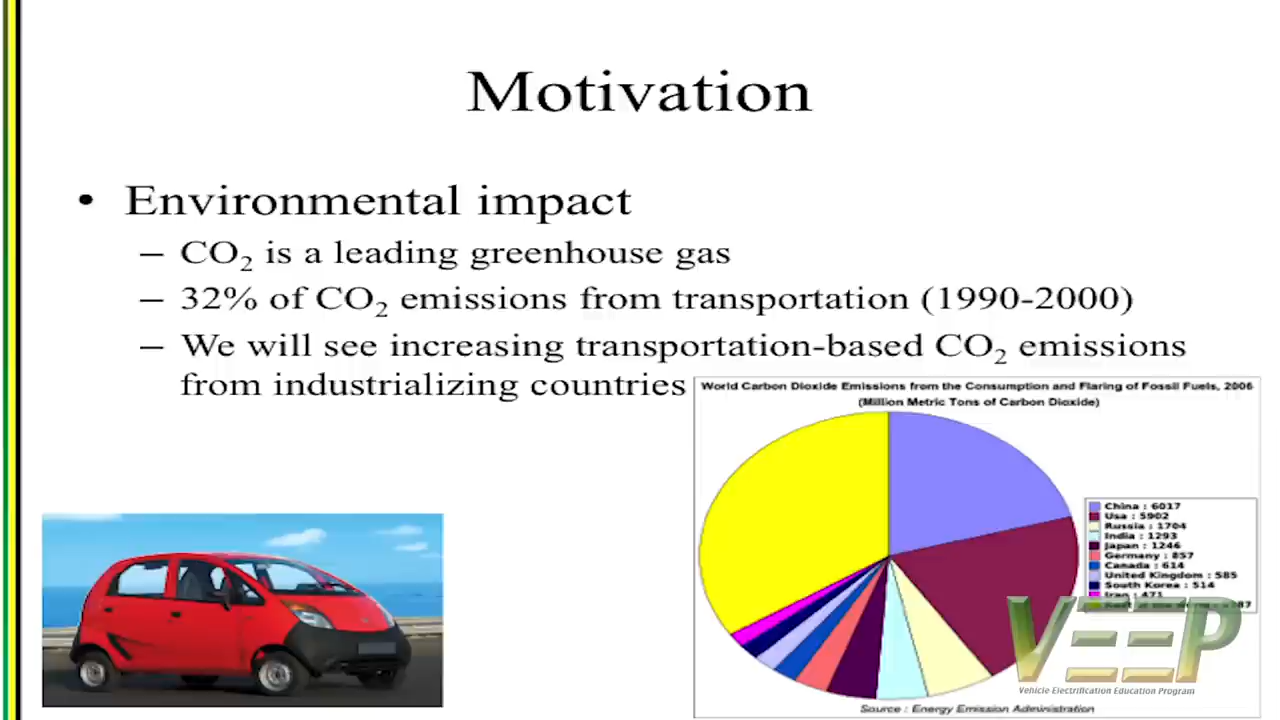 Motivation
• Environmental impact
– CO₂ is a leading greenhouse gas
– 32% of CO₂ emissions from transportation (1990-2000)
– We will see increasing transportation-based CO₂ emissions
from industrializing countries
World Carbon Dioxide Emissions from the Consumption and Flaring of Fossil Fuels, 2006
(Million Metric Tons of Carbon Dioxide)
China : 6017
Usa : 5902
Russia : 1704
India : 1293
Japan : 1246
Germany : 857
Canada : 614
United Kingdom : 585
South Korea : 514
Iran : 471
VEEP
Vehicle Electrification Education Program
Source : Energy Emission Administration